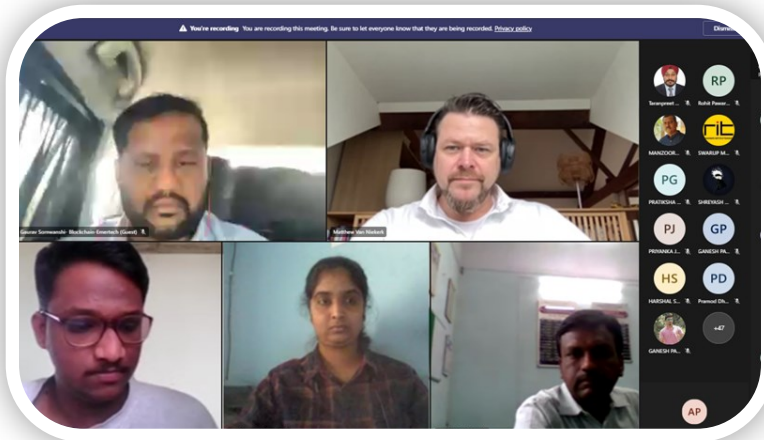 You're recording You are recording this meeting. Be sure to let everyone know that they are being recorded. Privacy policy
Gaurav Somwanshi- Blockchain-Emertech (Guest)
Matthew Van Niekerk
Taranpreet ...
RP
Rohit Pawar...
MANZOOR...
rit
SWARUP M...
PG
PRATIKSHA ...
SHREYASH ...
PJ
PRIYANKA J...
GP
GANESH PA...
HS
HARSHAL S...
PD
Pramod Dh...
GANESH PA...
+47
AP